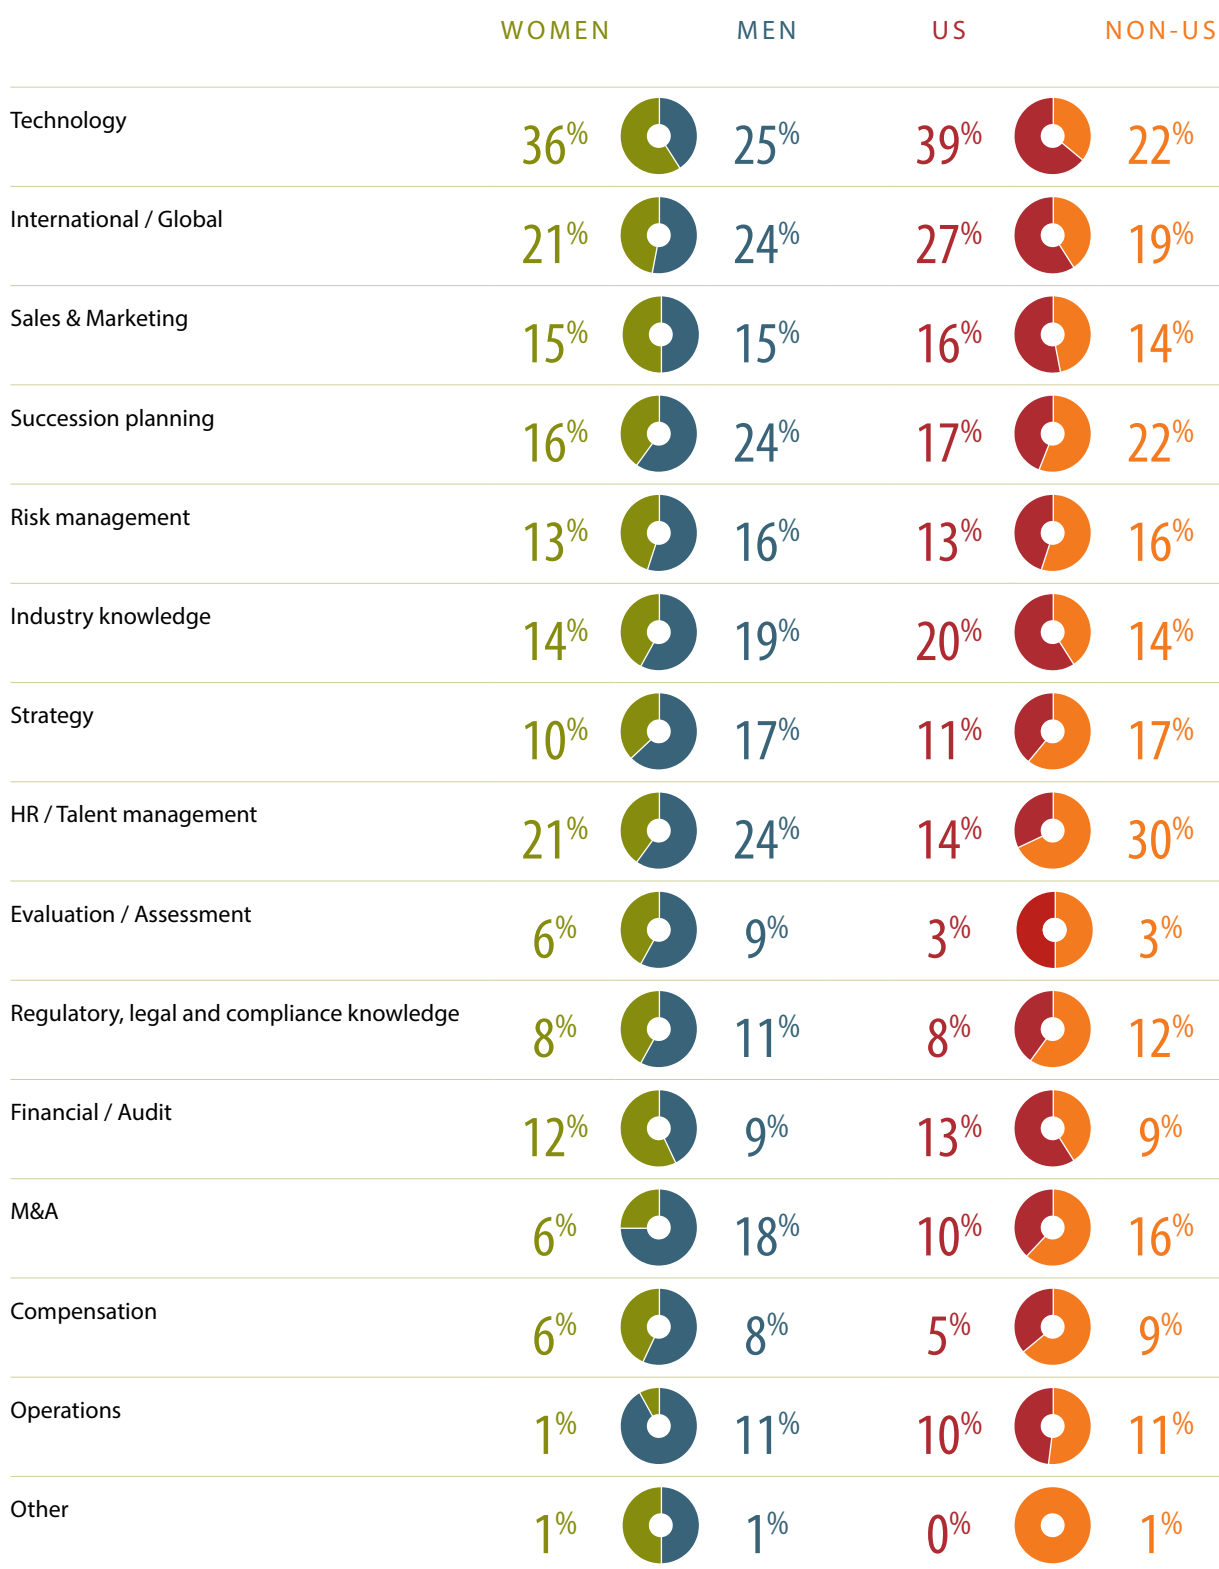 WOMEN MEN US NON-US
Technology 36% 25% 39% 22%
International / Global 21% 24% 27% 19%
Sales & Marketing 15% 15% 16% 14%
Succession planning 16% 24% 17% 22%
Risk management 13% 16% 13% 16%
Industry knowledge 14% 19% 20% 14%
Strategy 10% 17% 11% 17%
HR / Talent management 21% 24% 14% 30%
Evaluation / Assessment 6% 9% 3% 3%
Regulatory, legal and compliance knowledge 8% 11% 8% 12%
Financial / Audit 12% 9% 13% 9%
M&A 6% 18% 10% 16%
Compensation 6% 8% 5% 9%
Operations 1% 11% 10% 11%
Other 1% 1% 0% 1%